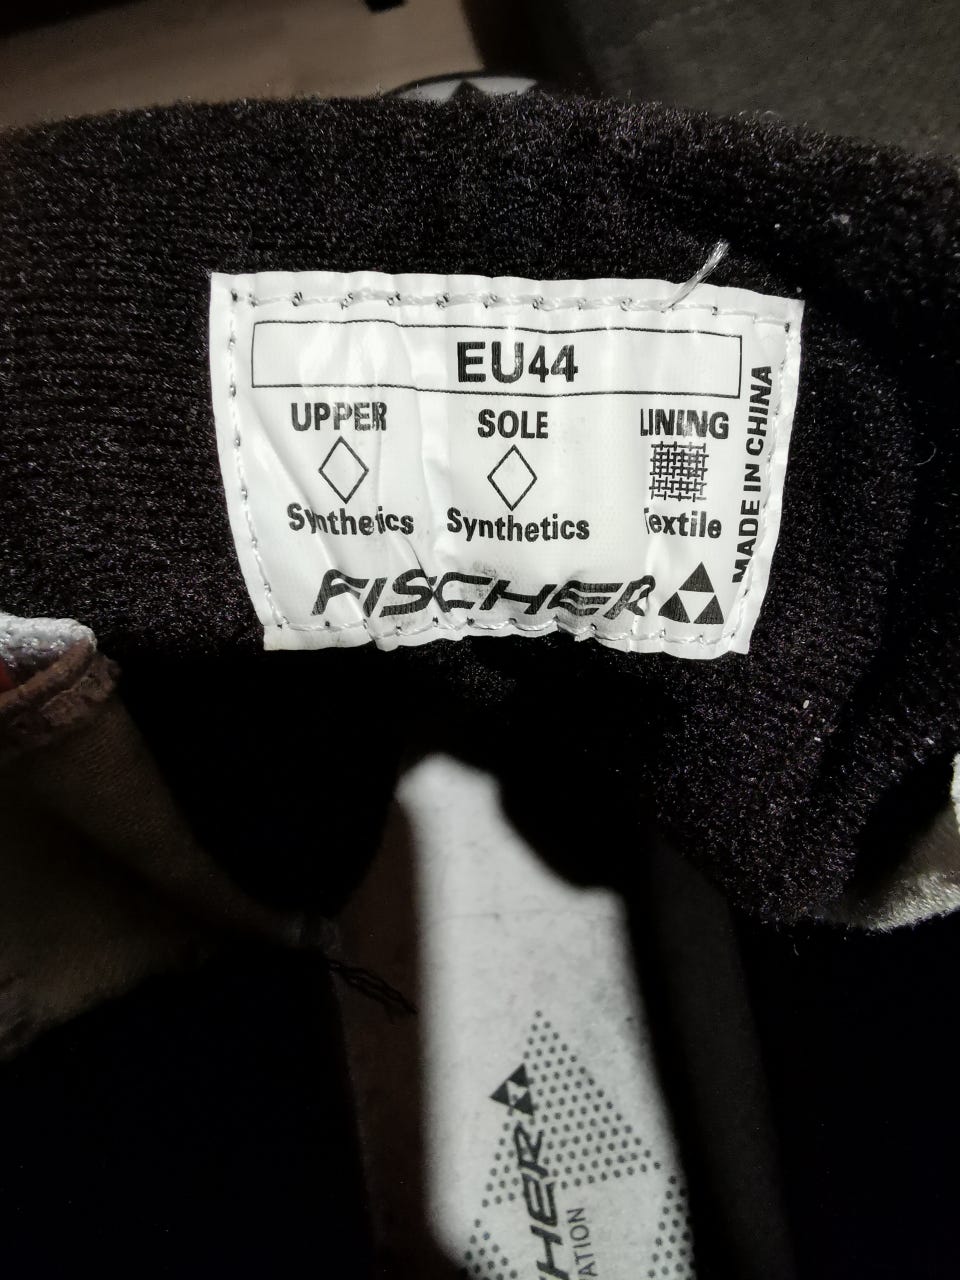 EU44
UPPER SOLE LINING
Synthetics Synthetics Textile
MADE IN CHINA
FISCHER